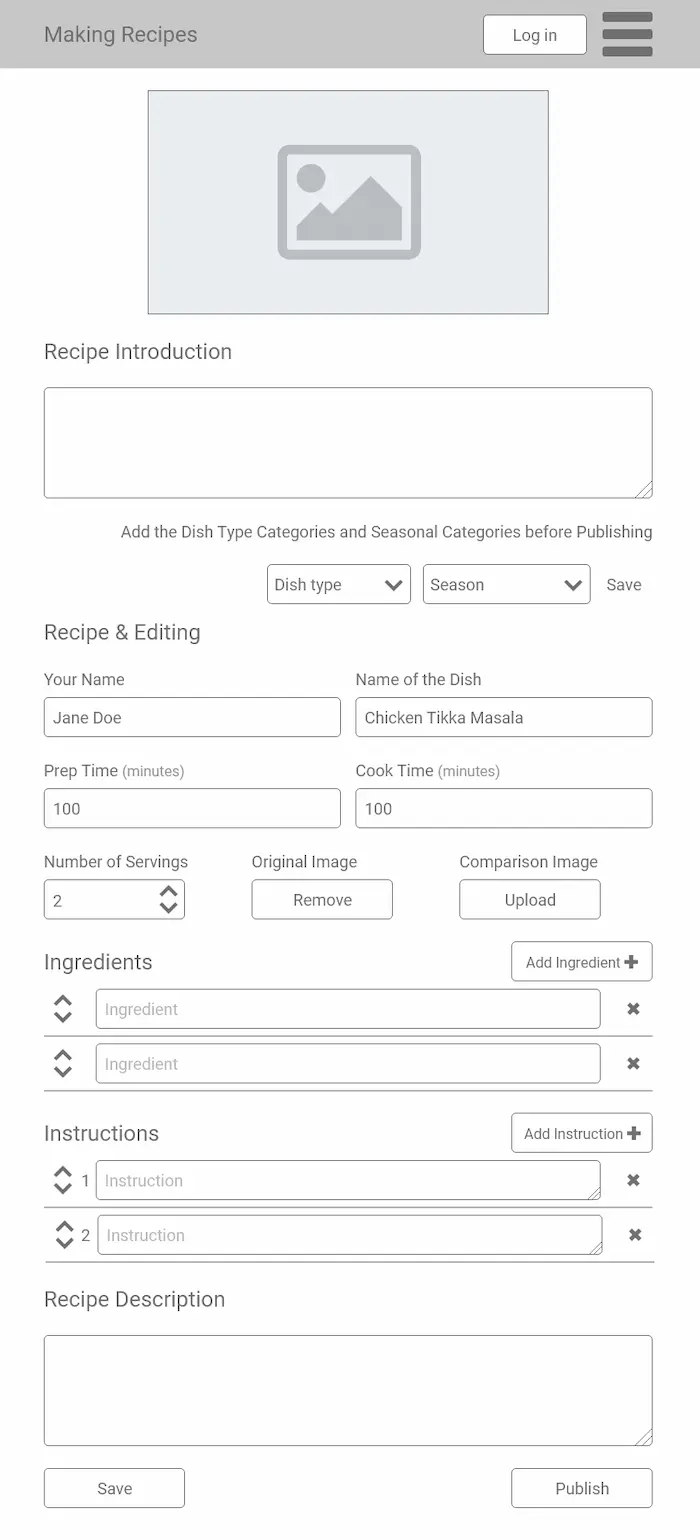 Making Recipes Log in
Recipe Introduction
Add the Dish Type Categories and Seasonal Categories before Publishing
Dish type Season Save
Recipe & Editing
Your Name Name of the Dish
Jane Doe Chicken Tikka Masala
Prep Time (minutes) Cook Time (minutes)
100 100
Number of Servings Original Image Comparison Image
2 Remove Upload
Ingredients Add Ingredient
Ingredient
Ingredient
Instructions Add Instruction
1 Instruction
2 Instruction
Recipe Description
Save Publish